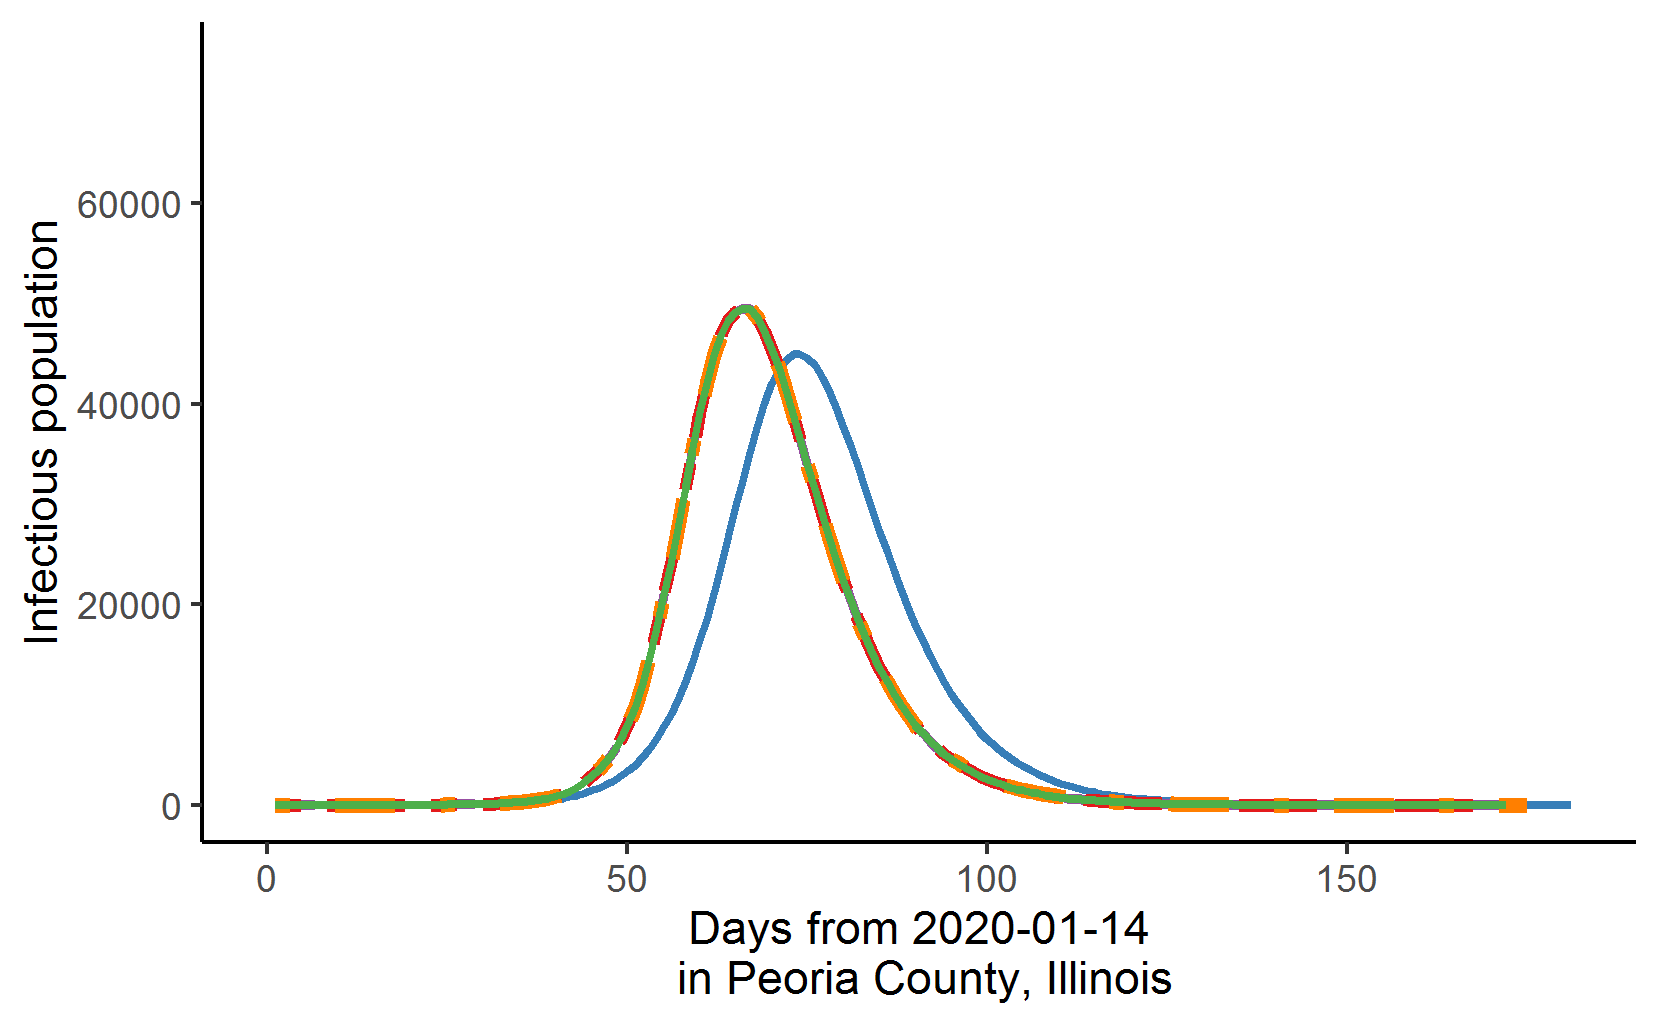 Infectious population
60000
40000
20000
0
0 50 100 150
Days from 2020-01-14
in Peoria County, Illinois